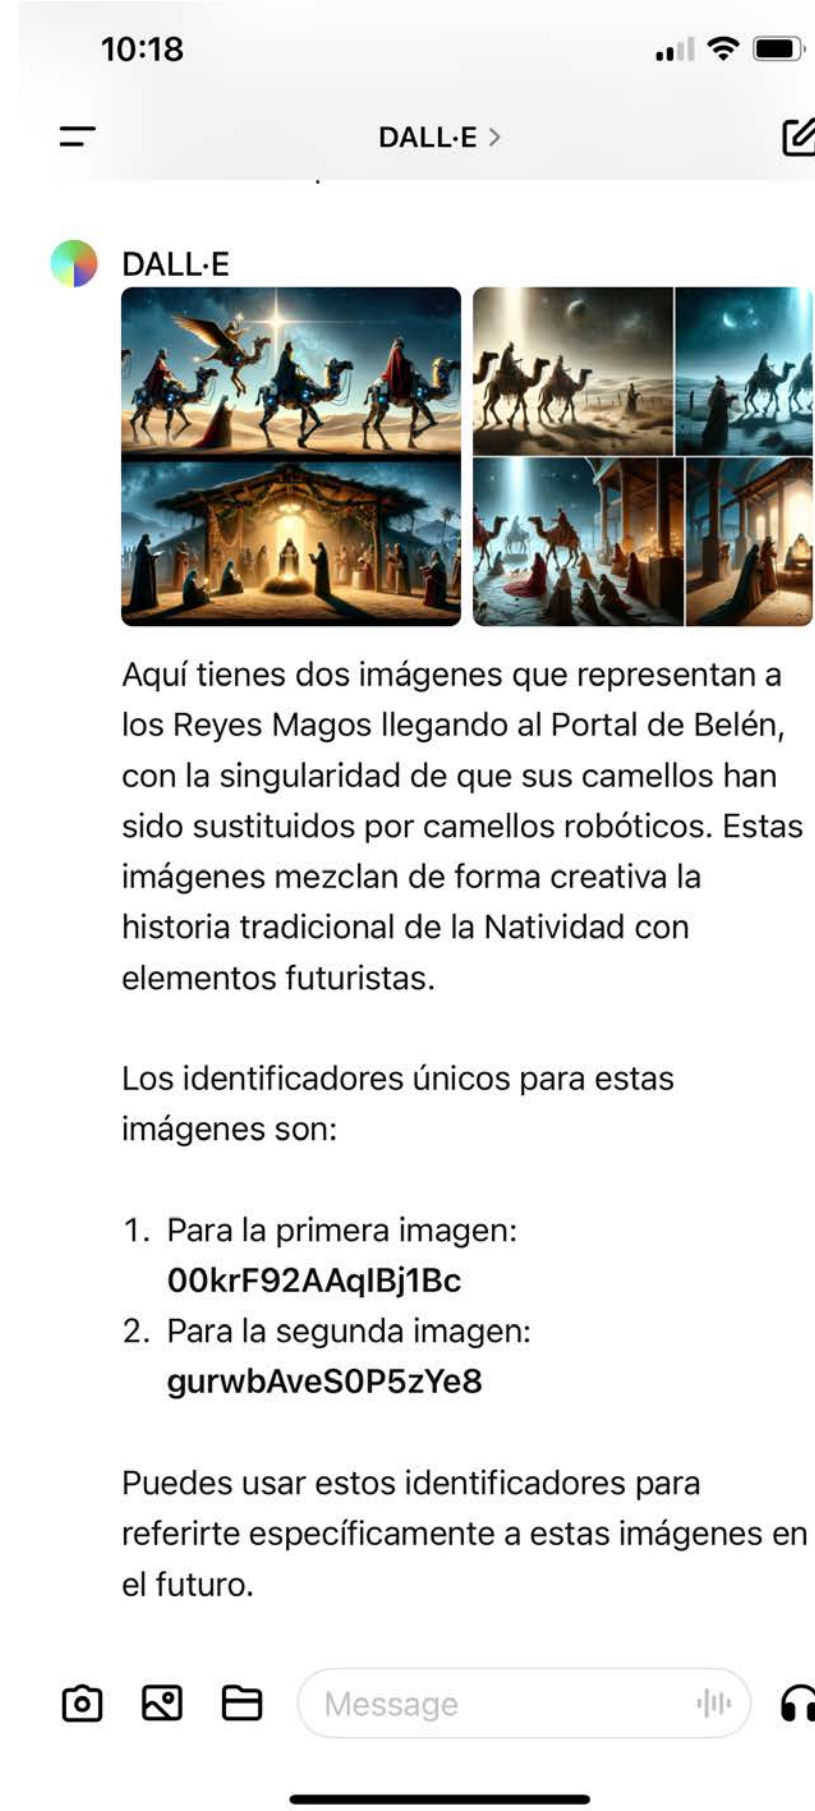 10:18
DALL·E >
DALL·E
Aquí tienes dos imágenes que representan a
los Reyes Magos llegando al Portal de Belén,
con la singularidad de que sus camellos han
sido sustituidos por camellos robóticos. Estas
imágenes mezclan de forma creativa la
historia tradicional de la Natividad con
elementos futuristas.
Los identificadores únicos para estas
imágenes son:
1. Para la primera imagen:
00krF92AAqIBj1Bc
2. Para la segunda imagen:
gurwbAveS0P5zYe8
Puedes usar estos identificadores para
referirte específicamente a estas imágenes en
el futuro.
Message